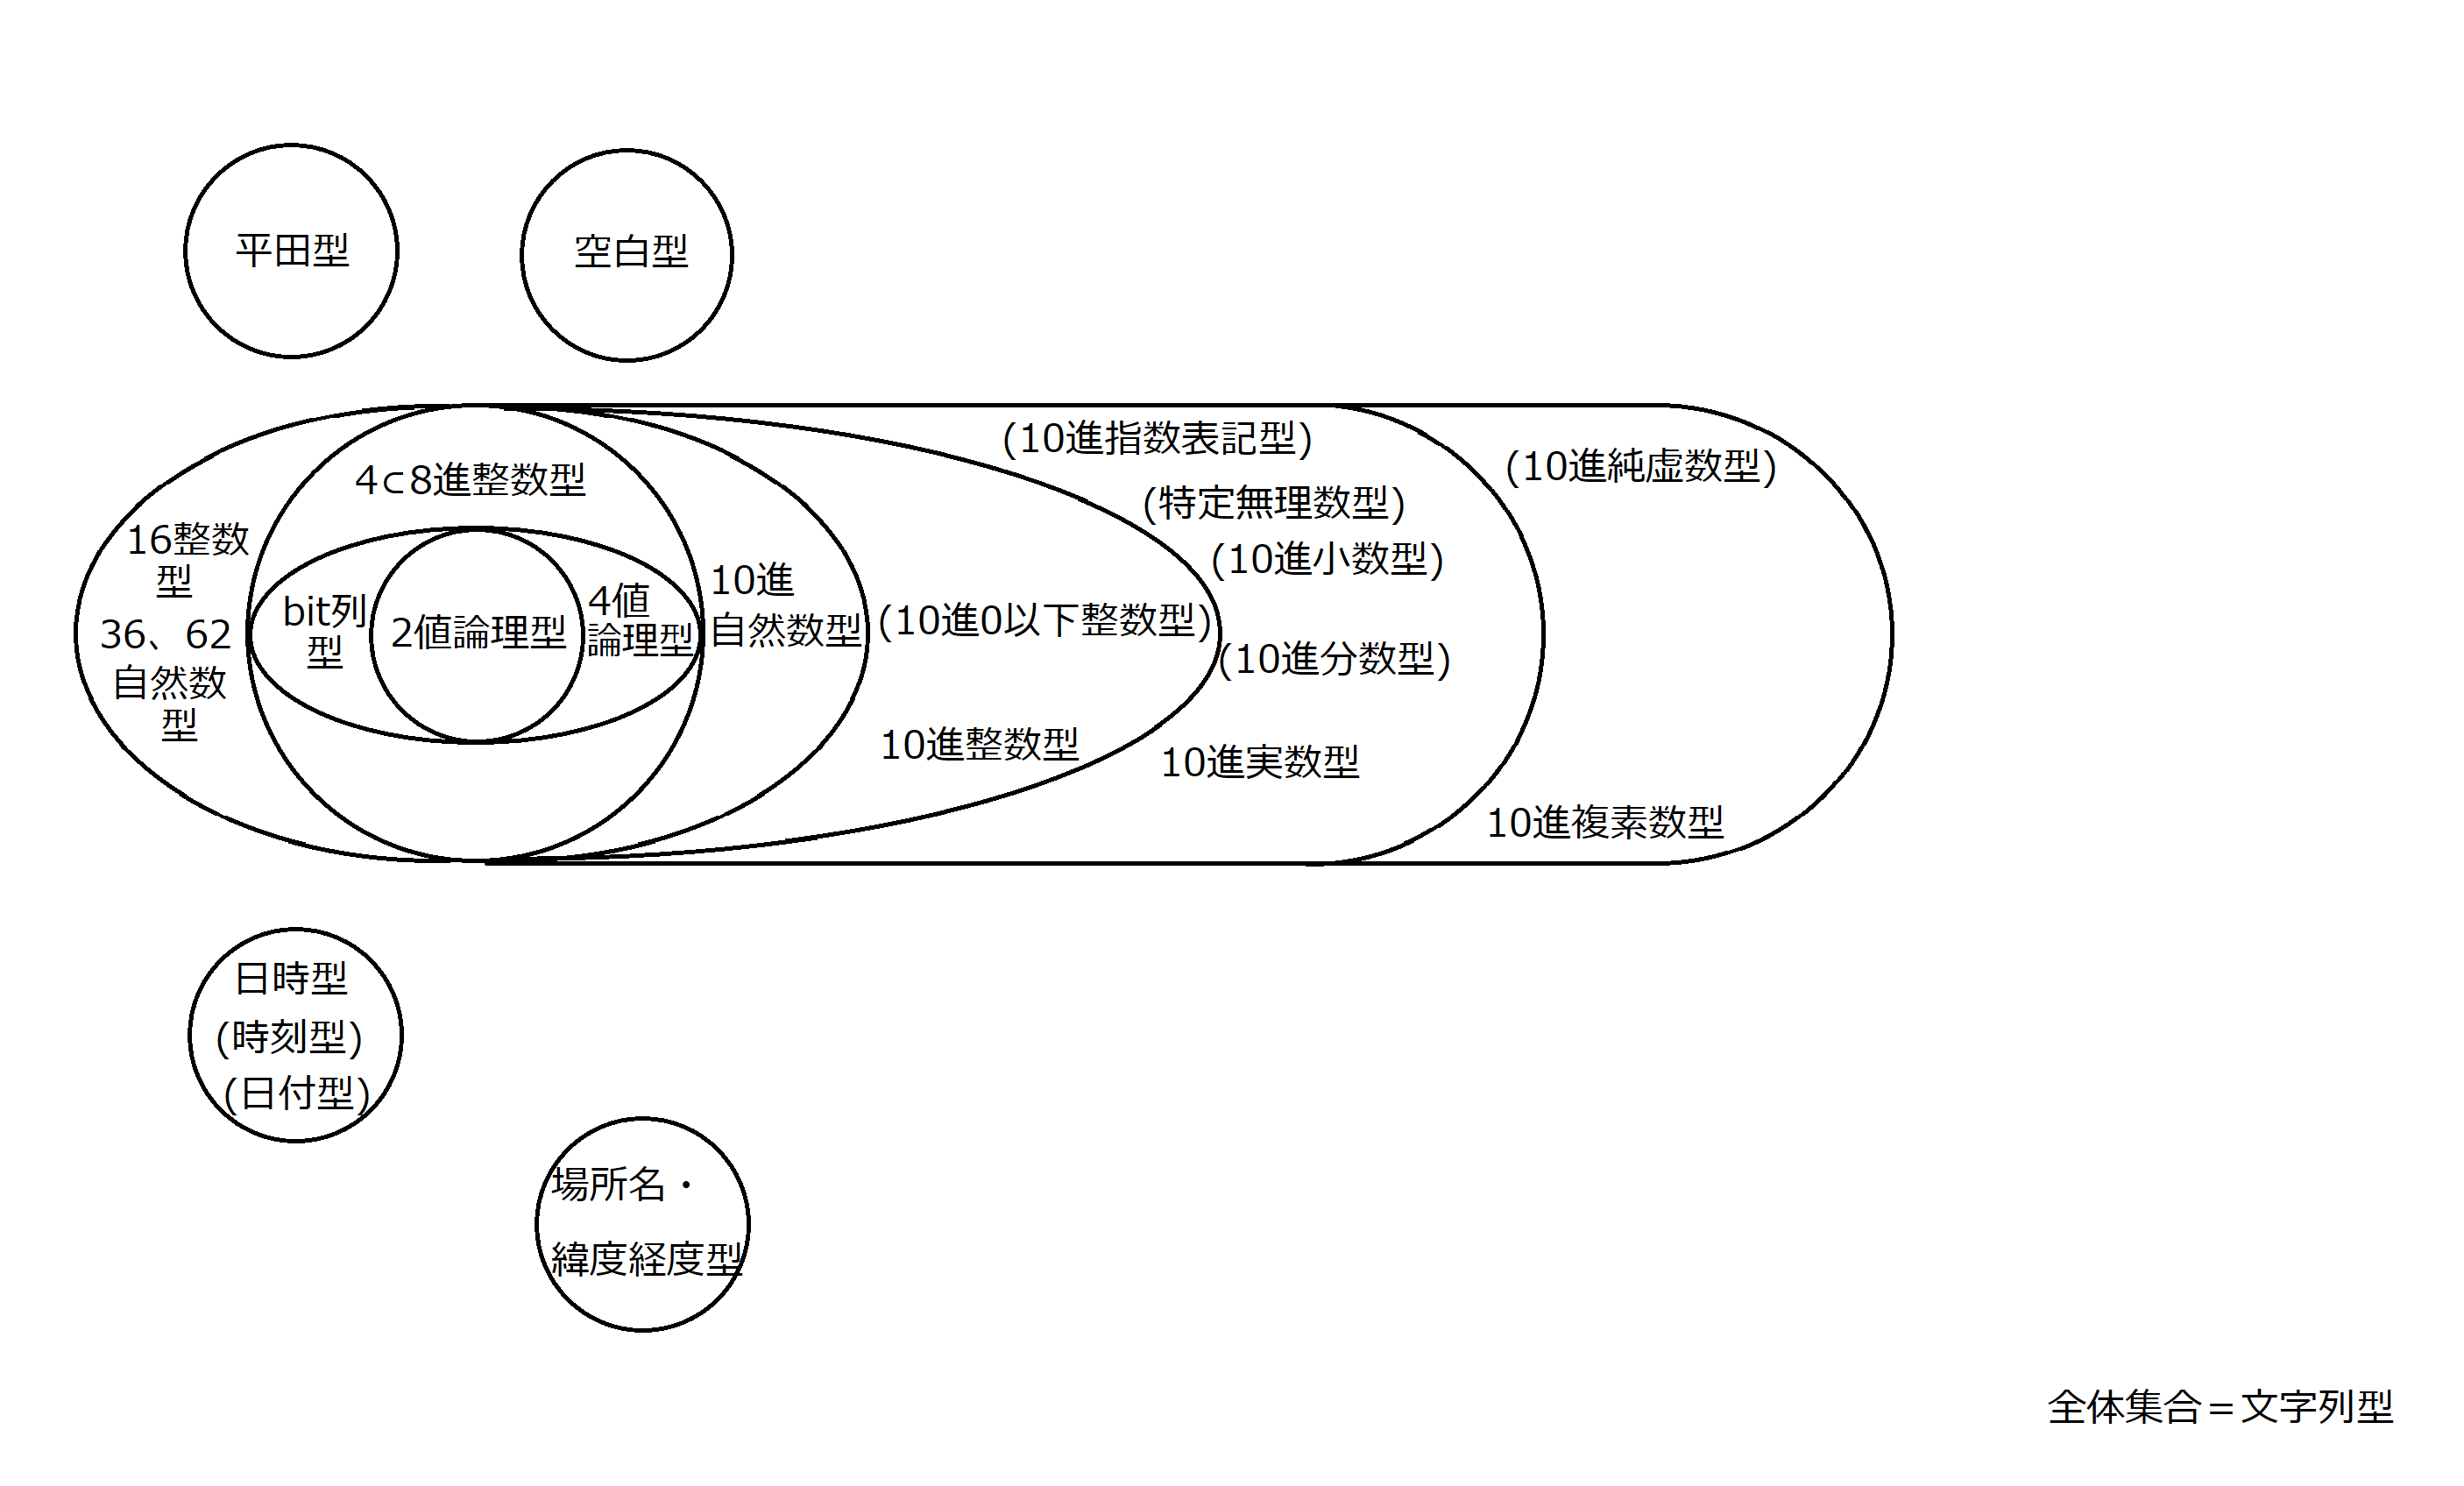 平田型
空白型
(10進指数表記型)
(10進純虚数型)
4⊂8進整数型
(特定無理数型)
16整数
型
(10進小数型)
36、62
自然数
型
bit列
型
2値論理型
4値
論理型
10進
自然数型
(10進0以下整数型)
(10進分数型)
10進整数型
10進実数型
10進複素数型
日時型
(時刻型)
(日付型)
場所名・
緯度経度型
全体集合＝文字列型